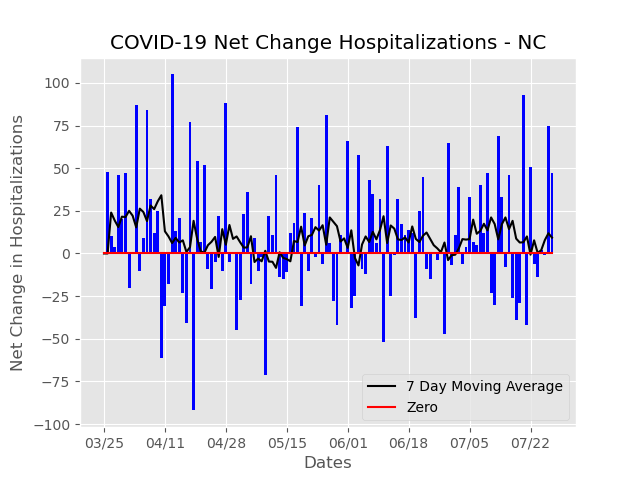 COVID-19 Net Change Hospitalizations - NC
Net Change in Hospitalizations
100
75
50
25
0
−25
−50
−75
−100
7 Day Moving Average
Zero
03/25 04/11 04/28 05/15 06/01 06/18 07/05 07/22
Dates